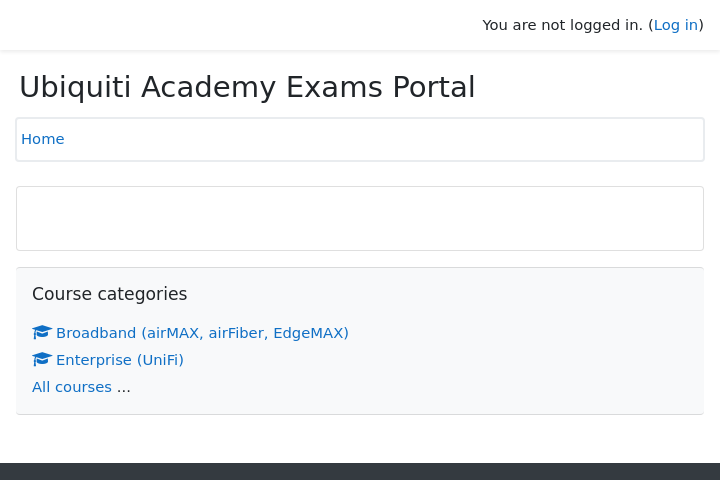 You are not logged in. (Log in)
Ubiquiti Academy Exams Portal
Home
Course categories
Broadband (airMAX, airFiber, EdgeMAX)
Enterprise (UniFi)
All courses ...